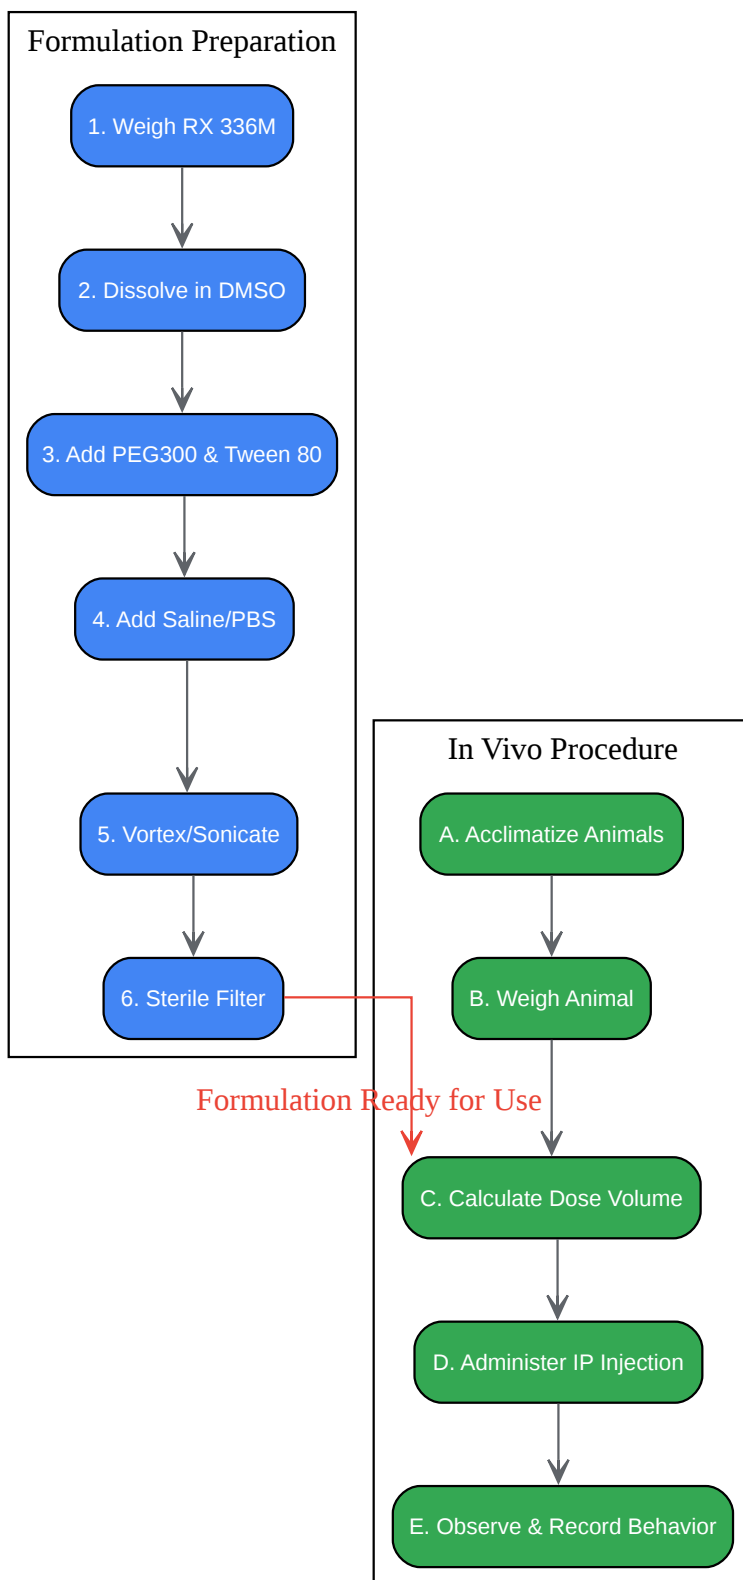 Formulation Preparation
1. Weigh RX 336M
2. Dissolve in DMSO
3. Add PEG300 & Tween 80
4. Add Saline/PBS
5. Vortex/Sonicate
6. Sterile Filter
Formulation Ready for Use
In Vivo Procedure
A. Acclimatize Animals
B. Weigh Animal
C. Calculate Dose Volume
D. Administer IP Injection
E. Observe & Record Behavior